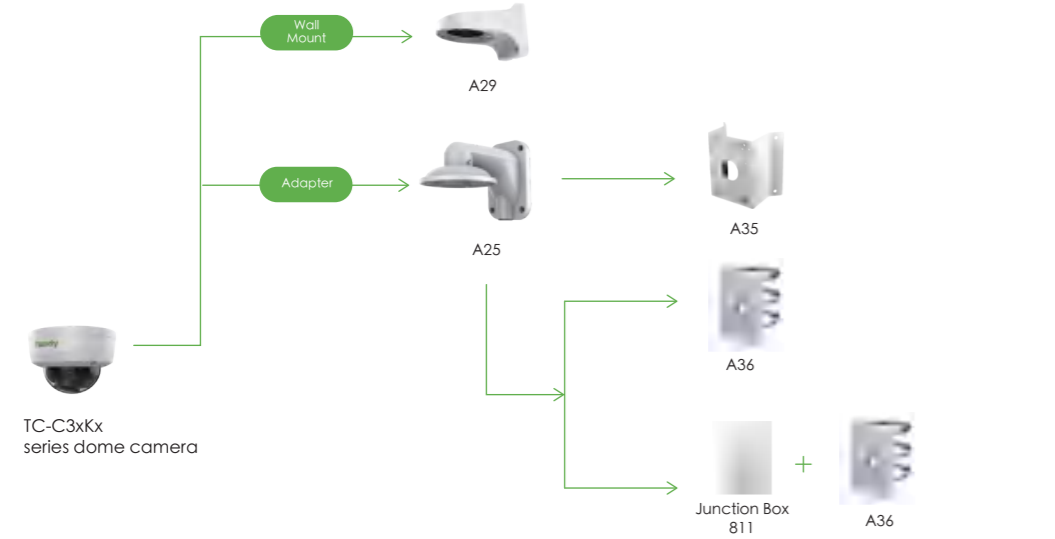 Wall
Mount
A29
Adapter
A25
A35
A36
TC-C3xKx
series dome camera
Junction Box
811
+
A36